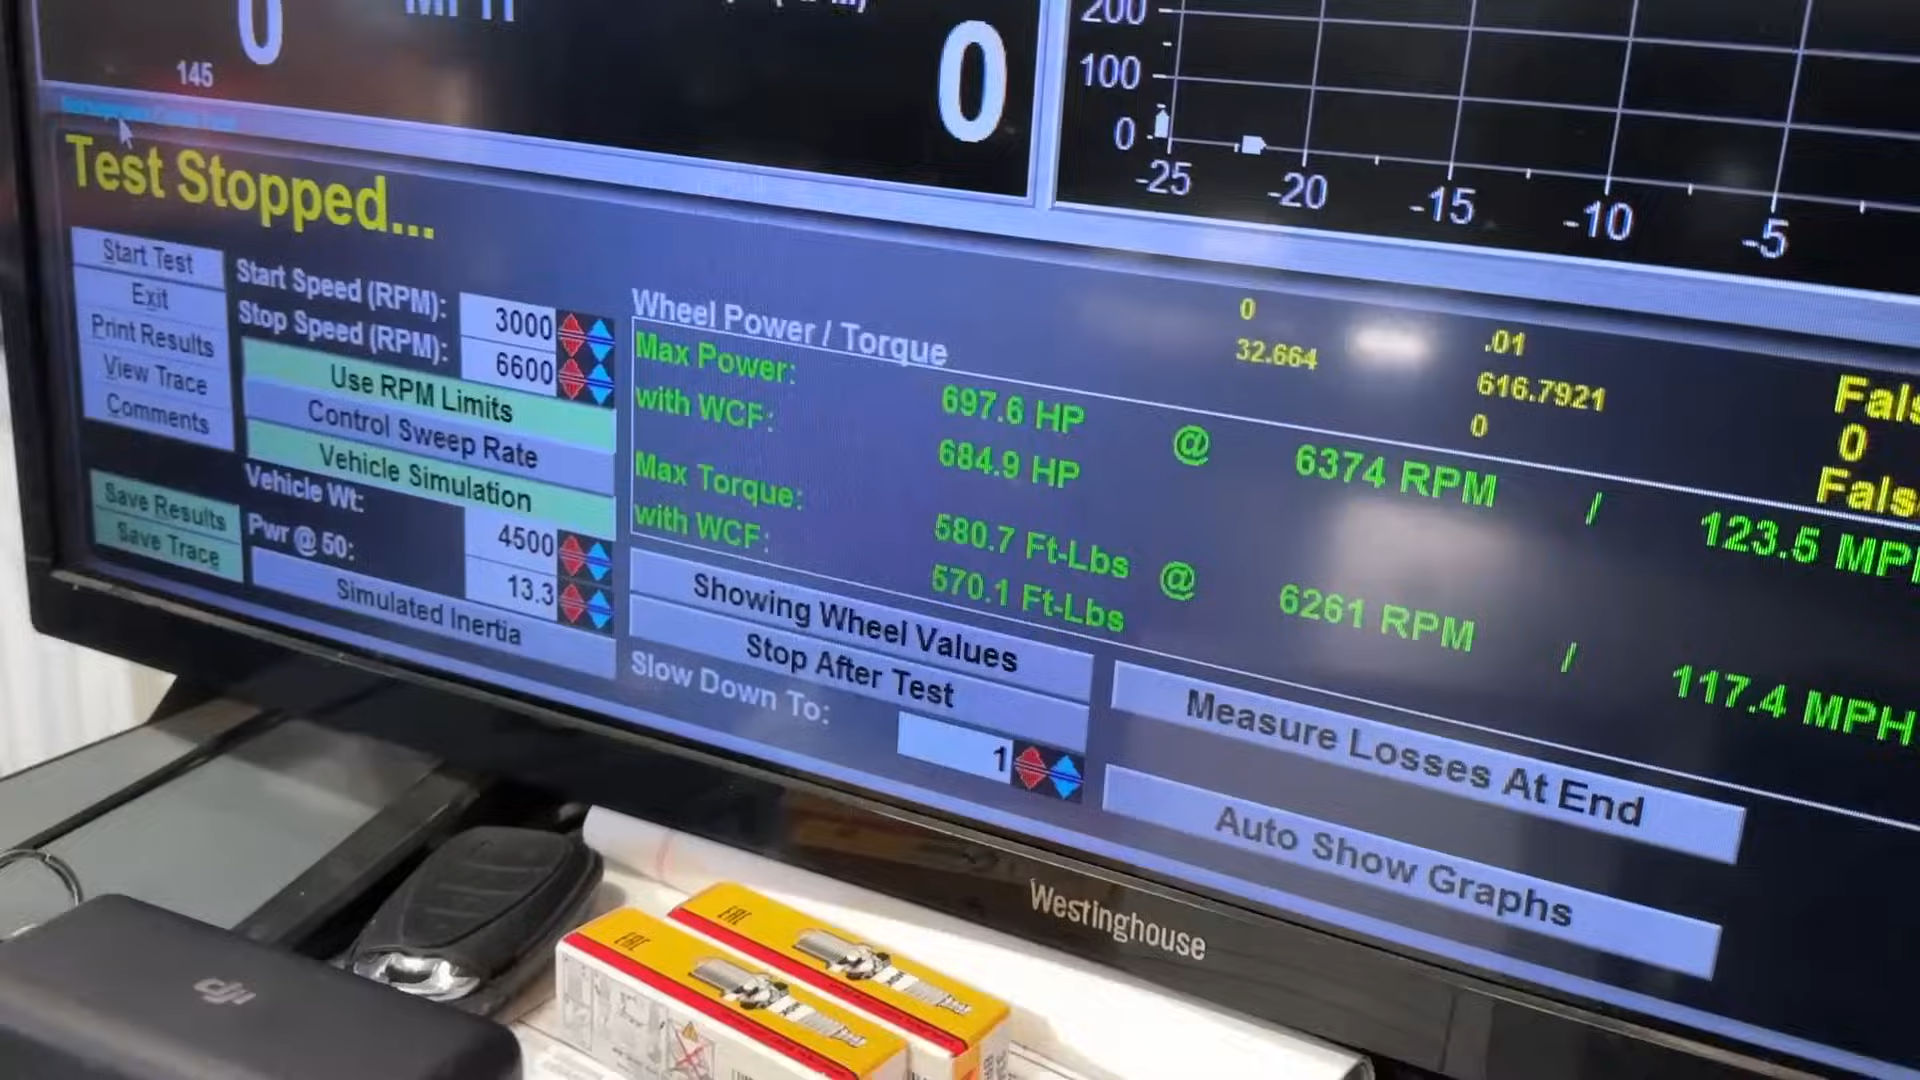 0
145
0
200
100
0
-25
-20
-15
-10
-5
Test Stopped...
Start Test
Exit
Print Results
View Trace
Comments
Save Results
Save Trace
Start Speed (RPM):
3000
Stop Speed (RPM):
6600
Use RPM Limits
Control Sweep Rate
Vehicle Simulation
Vehicle Wt:
4500
Pwr @ 50:
13.3
Simulated Inertia
Wheel Power / Torque
0
.01
32.664
616.7921
0
Fals
0
Fals
Max Power:
697.6 HP @ 6374 RPM / 123.5 MPH
with WCF:
684.9 HP
Max Torque:
580.7 Ft-Lbs @ 6261 RPM / 117.4 MPH
with WCF:
570.1 Ft-Lbs
Showing Wheel Values
Stop After Test
Slow Down To:
1
Measure Losses At End
Auto Show Graphs
Westinghouse
dji
EAC
EAC